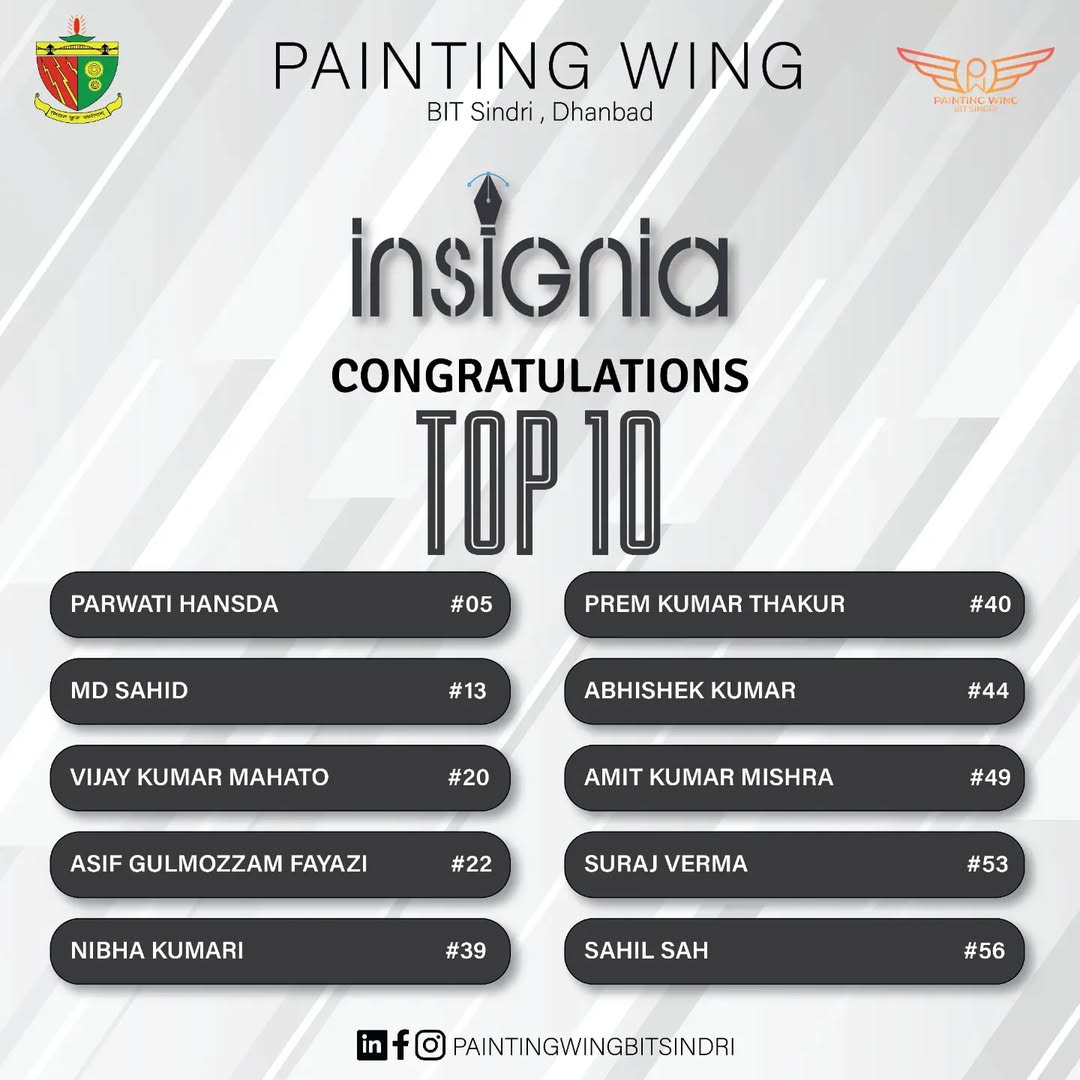 PAINTING WING
BIT Sindri , Dhanbad
PAINTING WING
BIT SINDRI
insignia
CONGRATULATIONS
TOP 10
PARWATI HANSDA #05
MD SAHID #13
VIJAY KUMAR MAHATO #20
ASIF GULMOZZAM FAYAZI #22
NIBHA KUMARI #39
PREM KUMAR THAKUR #40
ABHISHEK KUMAR #44
AMIT KUMAR MISHRA #49
SURAJ VERMA #53
SAHIL SAH #56
PAINTINGWINGBITSINDRI